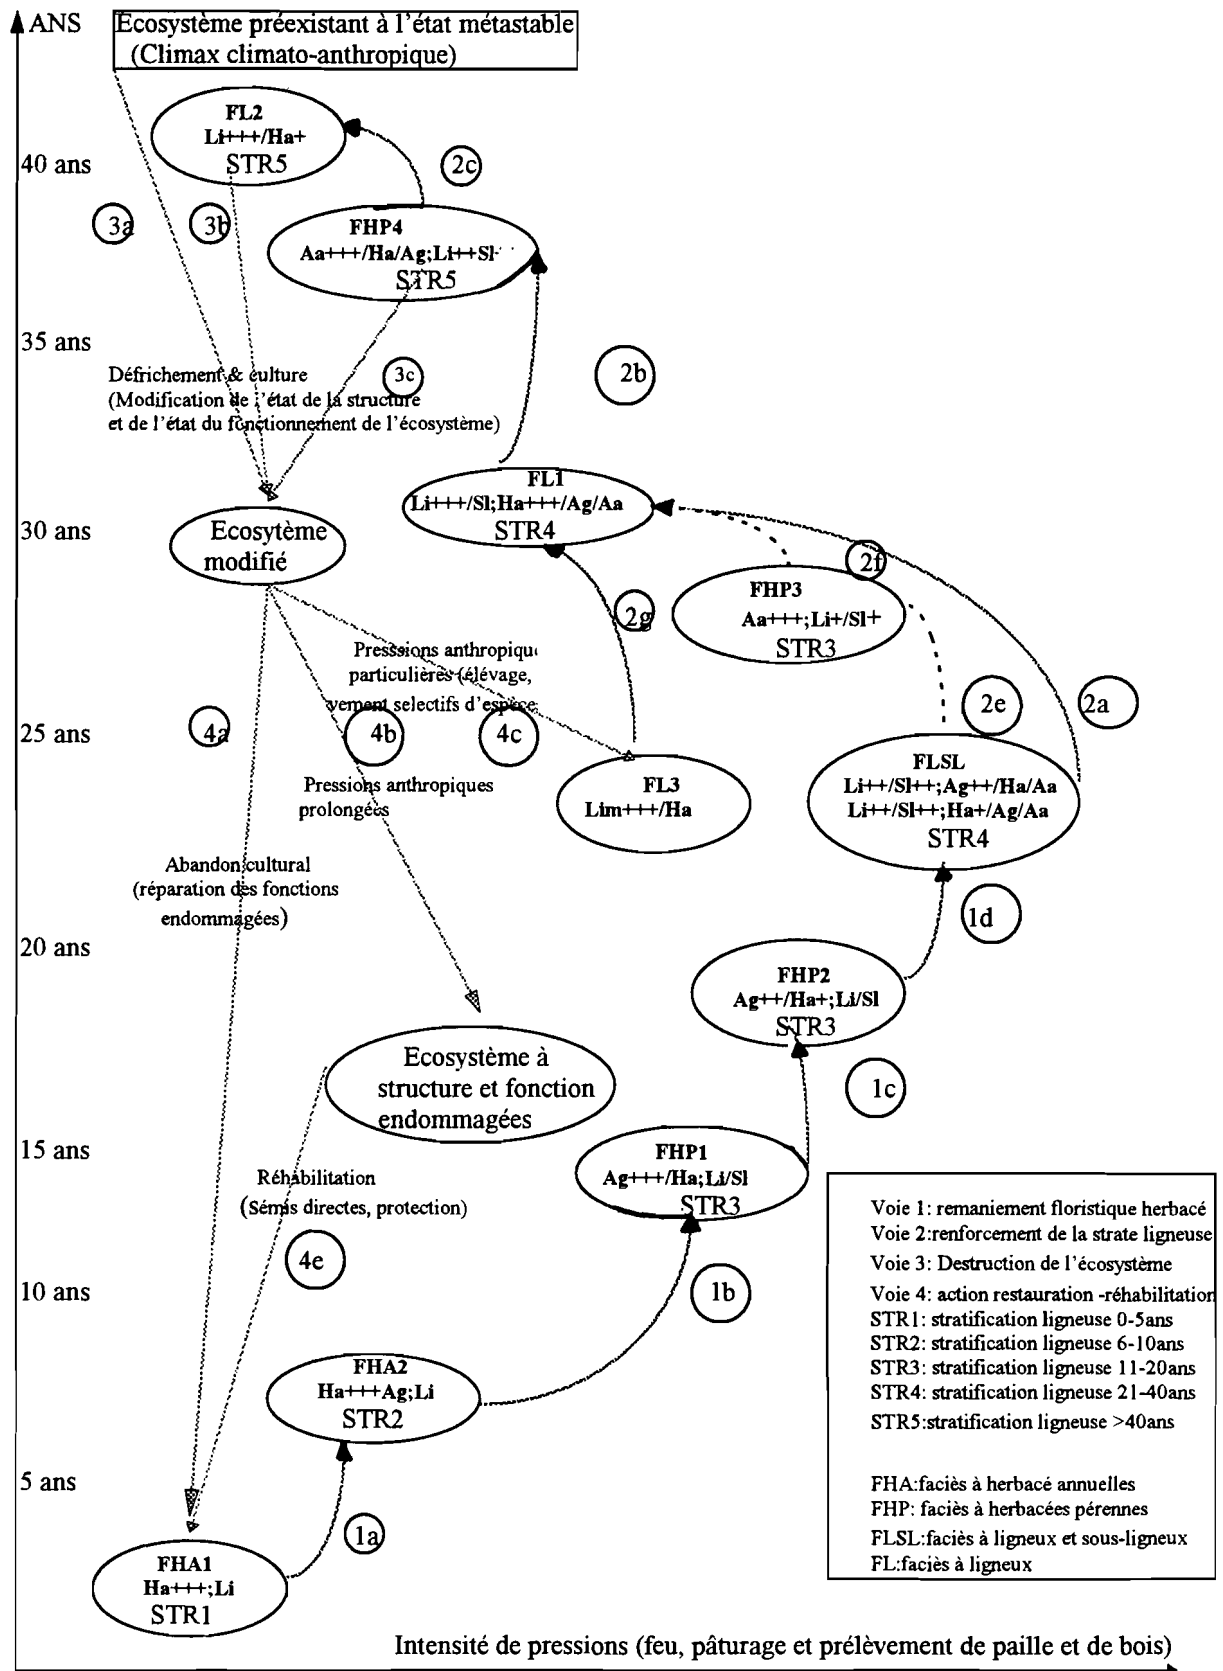 ANS
Ecosystème préexistant à l'état métastable
(Climax climato-anthropique)
FL2
Li+++/Ha+
STR5
40 ans
2c
3a
3b
FHP4
Aa+++/Ha/Ag;Li++Sl
STR5
35 ans
Défrichement & culture
3c
2b
(Modification de l'état de la structure
et de l'état du fonctionnement de l'écosystème)
FL1
Li+++/Sl;Ha+++/Ag/Aa
STR4
30 ans
Ecosytème
modifié
2f
FHP3
Aa+++;Li+/Sl+
STR3
2g
Presssions anthropiqu
particulières (élévage,
vement selectifs d'espèce
2e
2a
25 ans
4a
4b
4c
FLSL
Li++/Sl++;Ag++/Ha/Aa
Li++/Sl++;Ha+/Ag/Aa
STR4
FL3
Lim+++/Ha
Pressions anthropiques
prolongées
Abandon cultural
(réparation des fonctions
endommagées)
1d
20 ans
FHP2
Ag++/Ha+;Li/Sl
STR3
Ecosystème à
structure et fonction
endommagées
1c
15 ans
FHP1
Ag+++/Ha;Li/Sl
STR3
Réhabilitation
(Sémis directes, protection)
4e
10 ans
1b
Voie 1: remaniement floristique herbacé
Voie 2:renforcement de la strate ligneuse
Voie 3: Destruction de l'écosystème
Voie 4: action restauration -réhabilitation
STR1: stratification ligneuse 0-5ans
STR2: stratification ligneuse 6-10ans
STR3: stratification ligneuse 11-20ans
STR4: stratification ligneuse 21-40ans
STR5:stratification ligneuse >40ans
FHA:faciès à herbacé annuelles
FHP: faciès à herbacées pérennes
FLSL:faciès à ligneux et sous-ligneux
FL:faciès à ligneux
FHA2
Ha+++Ag;Li
STR2
5 ans
1a
FHA1
Ha+++;Li
STR1
Intensité de pressions (feu, pâturage et prélèvement de paille et de bois)